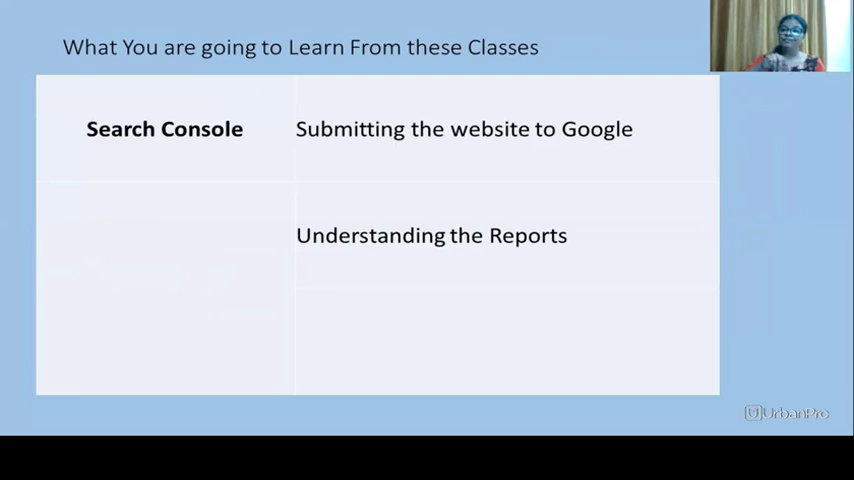 What You are going to Learn From these Classes
Search Console
Submitting the website to Google
Understanding the Reports
UrbanPro